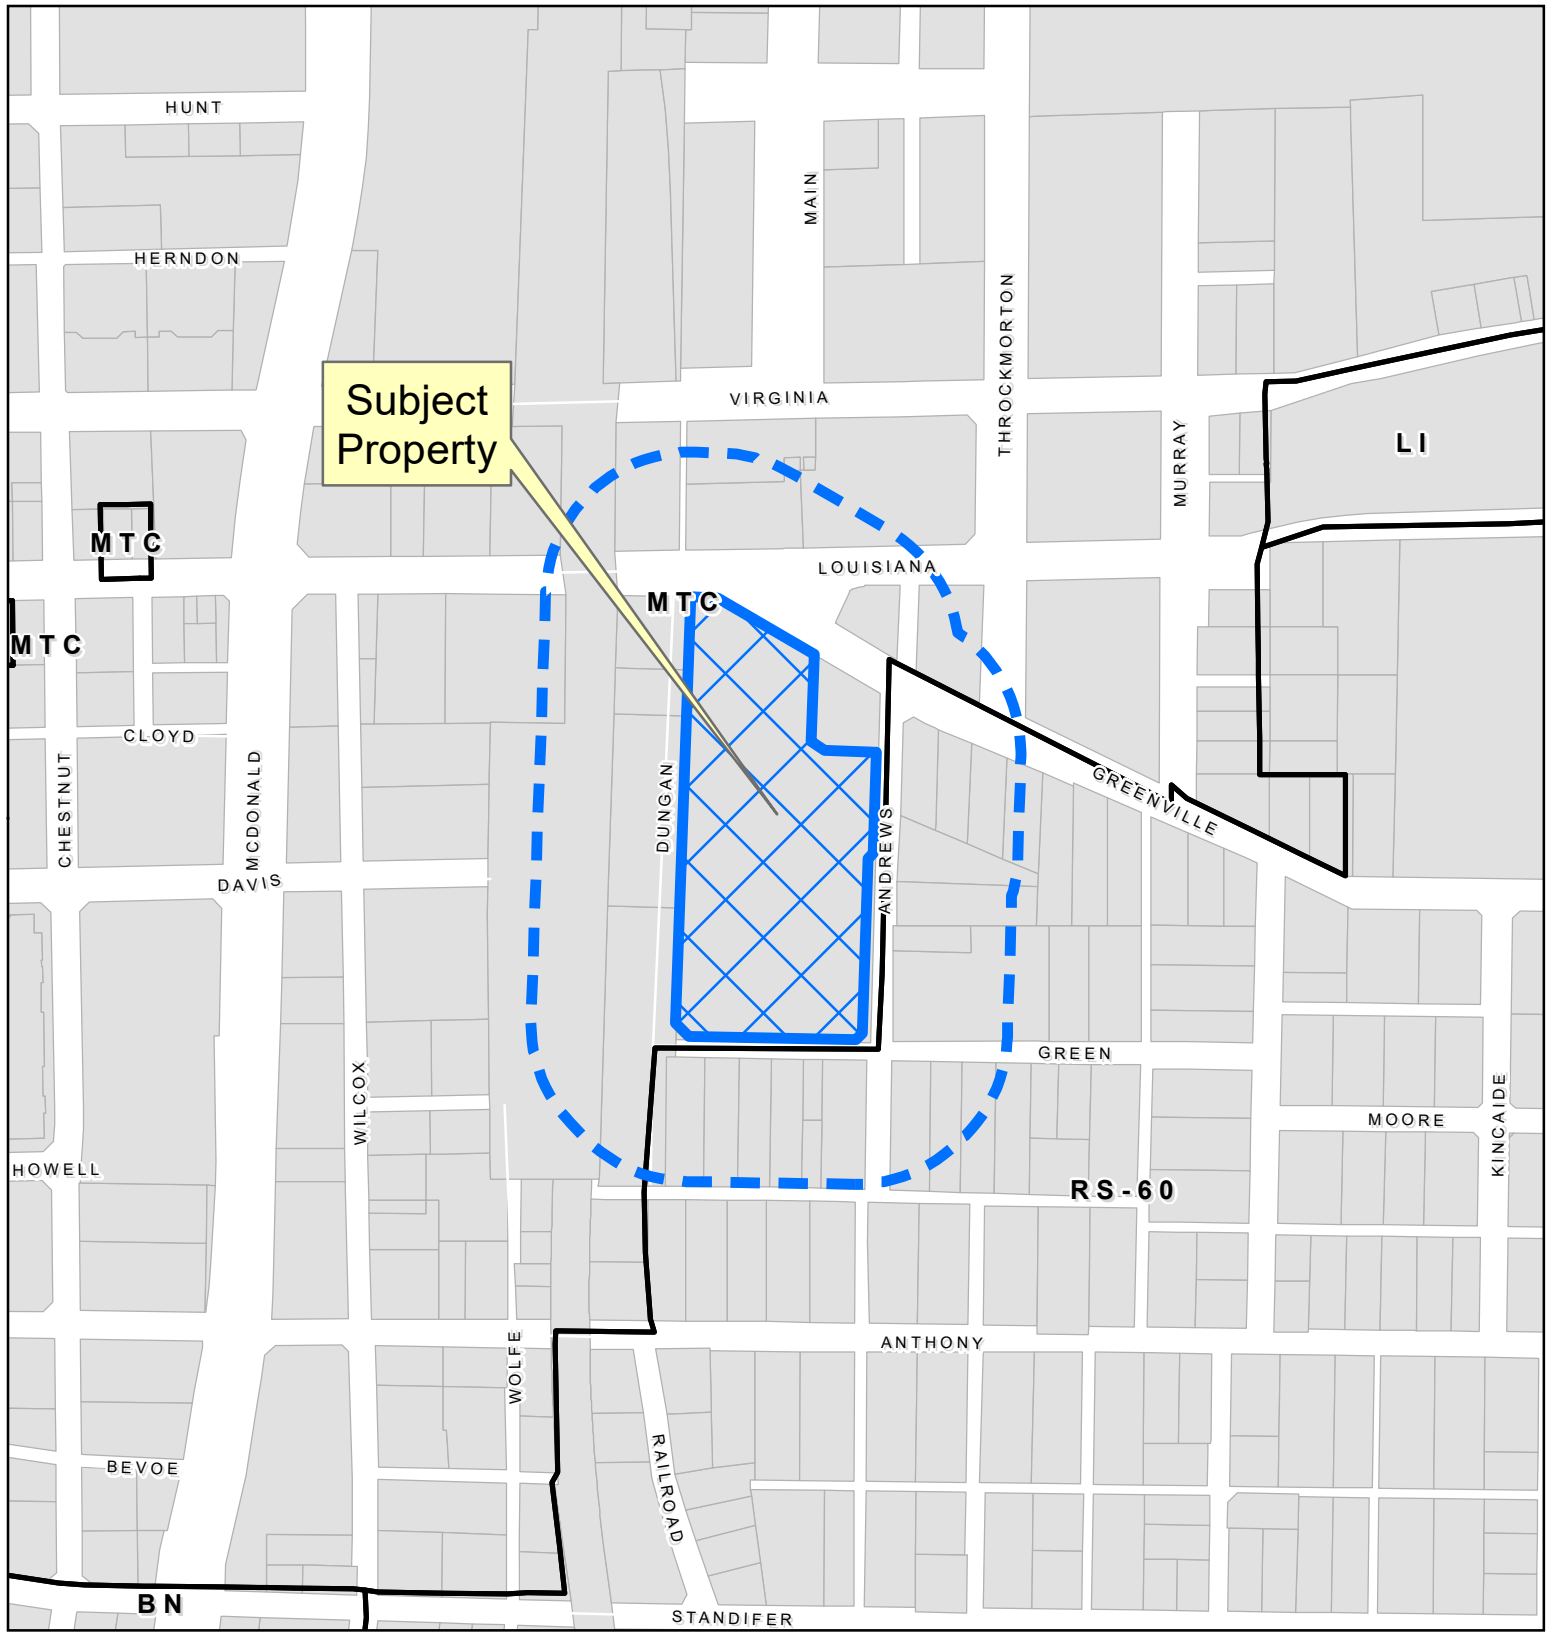 HUNT
MAIN
HERNDON
THROCKMORTON
Subject
Property
VIRGINIA
MURRAY
LI
MTC
LOUISIANA
MTC
MTC
CLOYD
CHESTNUT
MCDONALD
DUNGAN
ANDREWS
GREENVILLE
DAVIS
WILCOX
GREEN
KINCAIDE
MOORE
HOWELL
RS-60
WOLFE
ANTHONY
RAILROAD
BEVOE
BN
STANDIFER